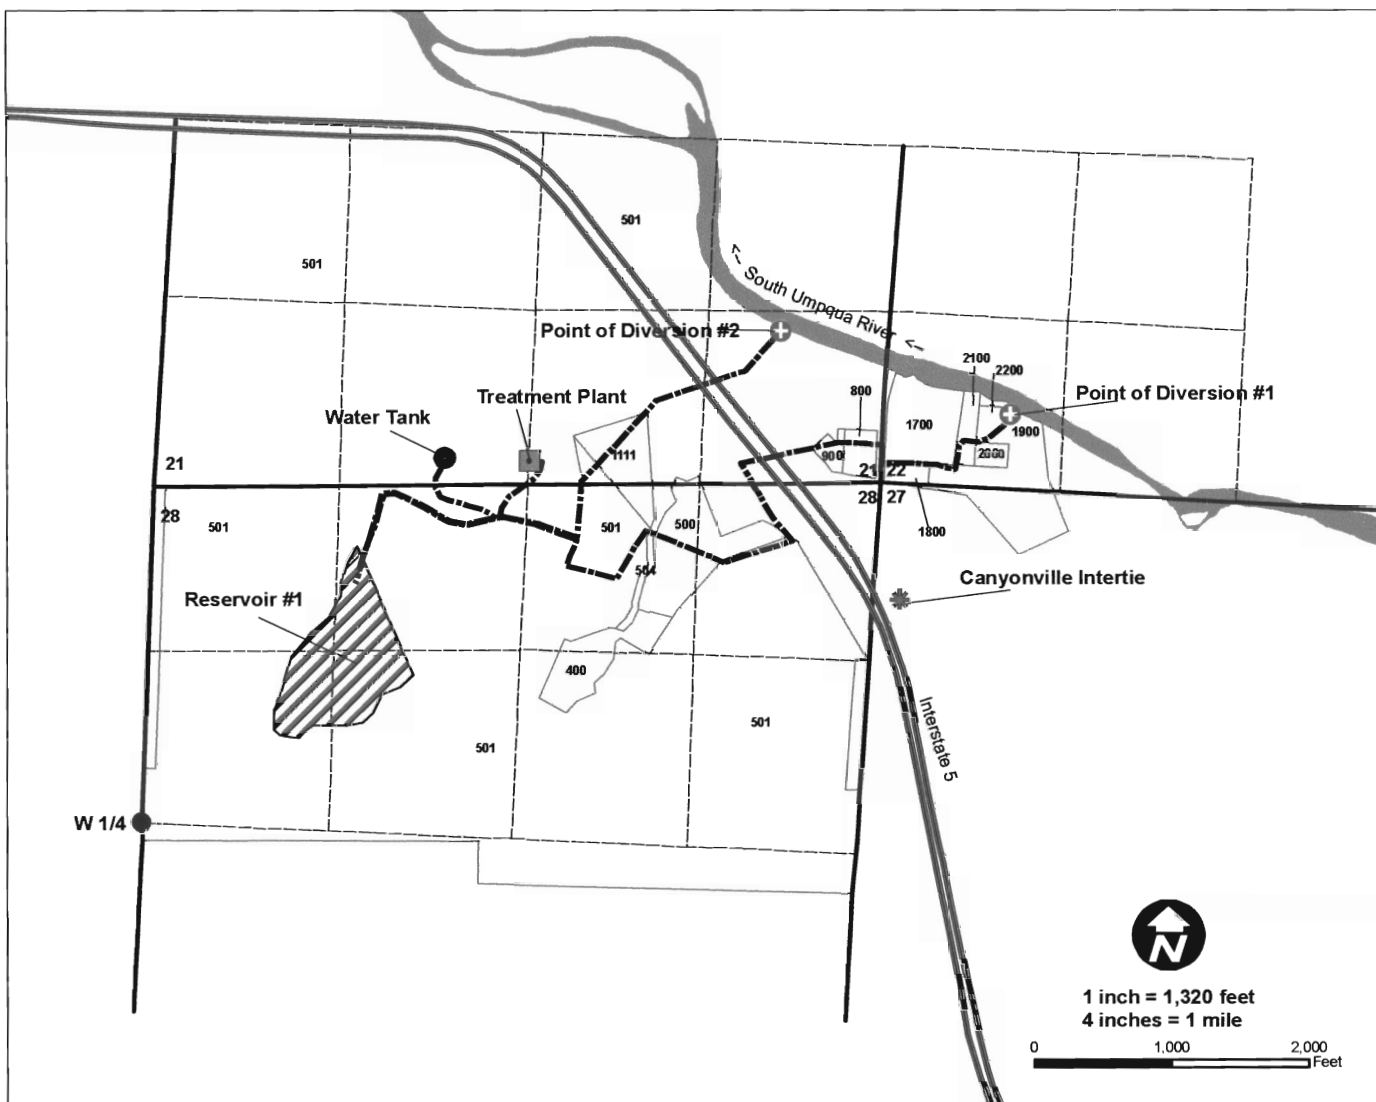 501
501
South Umpqua River
Point of Diversion #2
2100
2200
Point of Diversion #1
800
Treatment Plant
Water Tank
1700
1900
1111
900
21
21
22
28
501
501
500
28
27
1800
504
Canyonville Intertie
Reservoir #1
400
501
501
Interstate 5
W 1/4
N
1 inch = 1,320 feet
4 inches = 1 mile
0
1,000
2,000
Feet